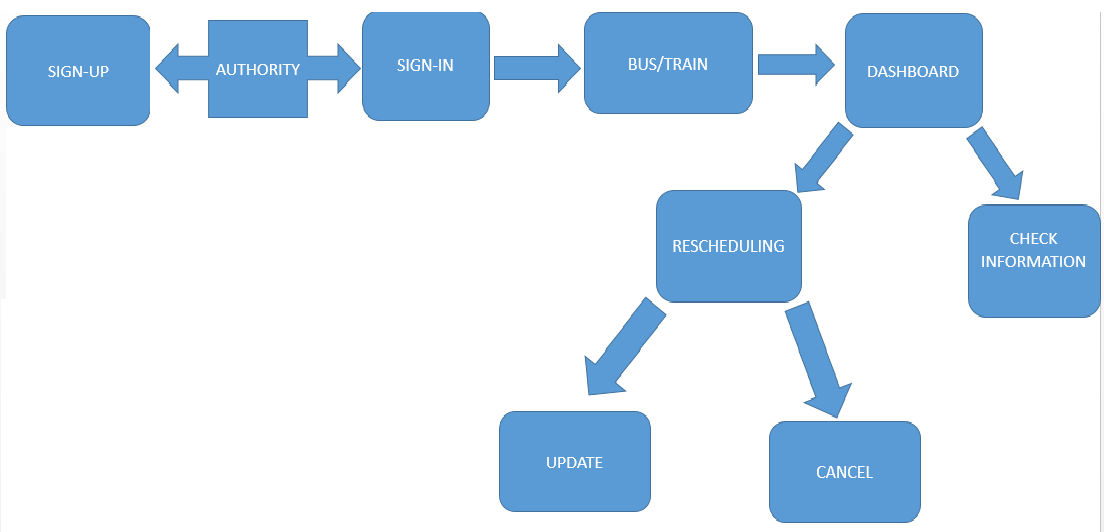 SIGN-UP
AUTHORITY
SIGN-IN
BUS/TRAIN
DASHBOARD
RESCHEDULING
CHECK
INFORMATION
UPDATE
CANCEL